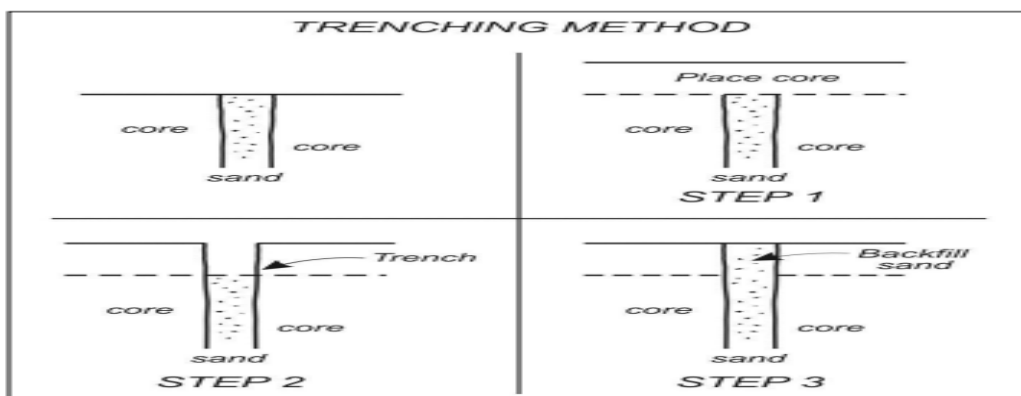 TRENCHING METHOD
core
core
sand
Place core
core
core
sand
STEP 1
Trench
core
core
sand
STEP 2
Backfill
sand
core
core
sand
STEP 3